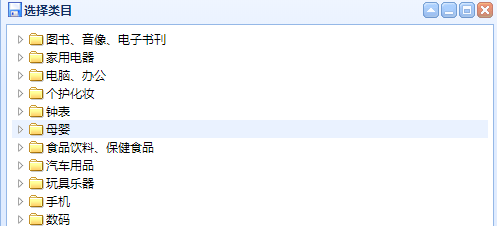 选择类目
图书、音像、电子书刊
家用电器
电脑、办公
个护化妆
钟表
母婴
食品饮料、保健食品
汽车用品
玩具乐器
手机
数码